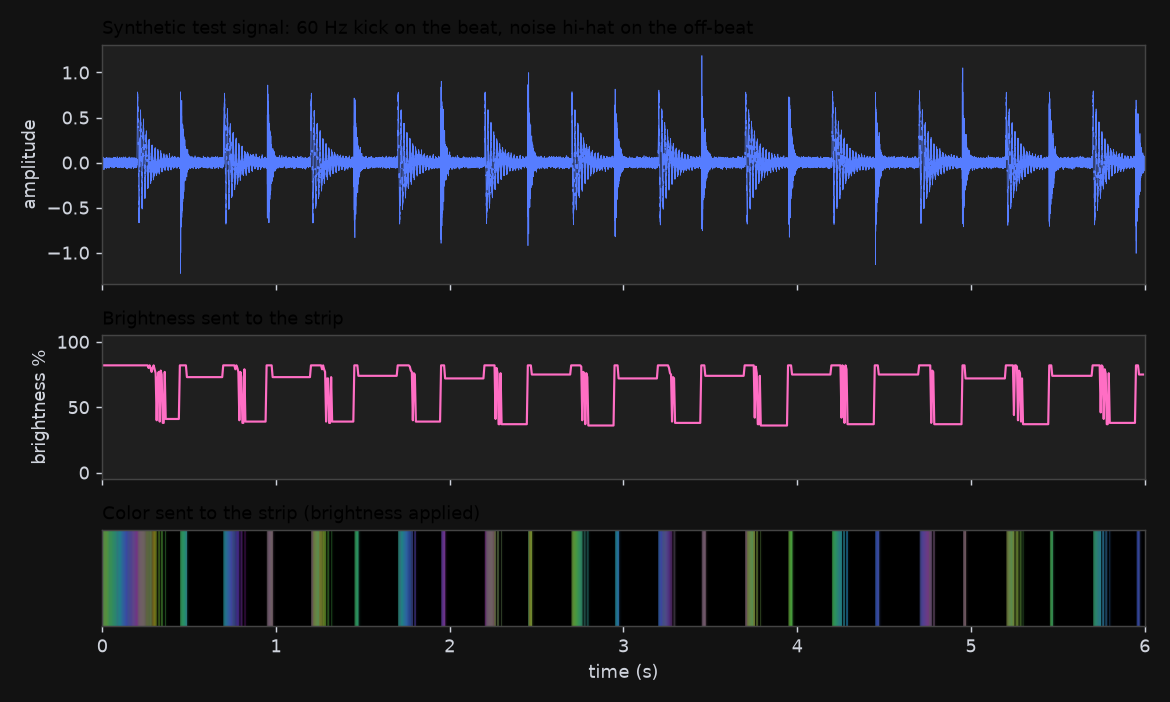 Synthetic test signal: 60 Hz kick on the beat, noise hi-hat on the off-beat
1.0
0.5
0.0
−0.5
−1.0
amplitude
Brightness sent to the strip
100
50
0
brightness %
Color sent to the strip (brightness applied)
0 1 2 3 4 5 6
time (s)